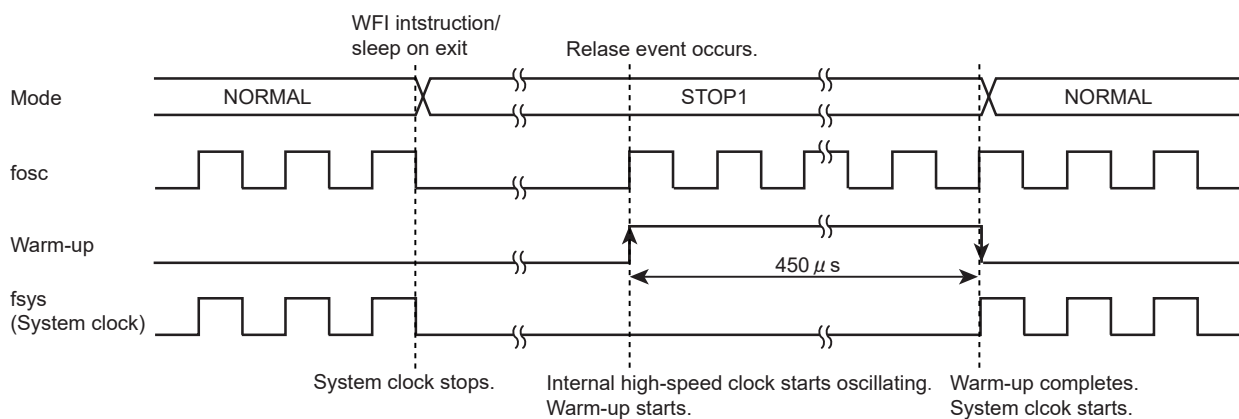 WFI intstruction/
sleep on exit
Relase event occurs.
Mode
NORMAL
STOP1
NORMAL
fosc
Warm-up
450 μ s
fsys
(System clock)
System clock stops.
Internal high-speed clock starts oscillating.
Warm-up starts.
Warm-up completes.
System clcok starts.